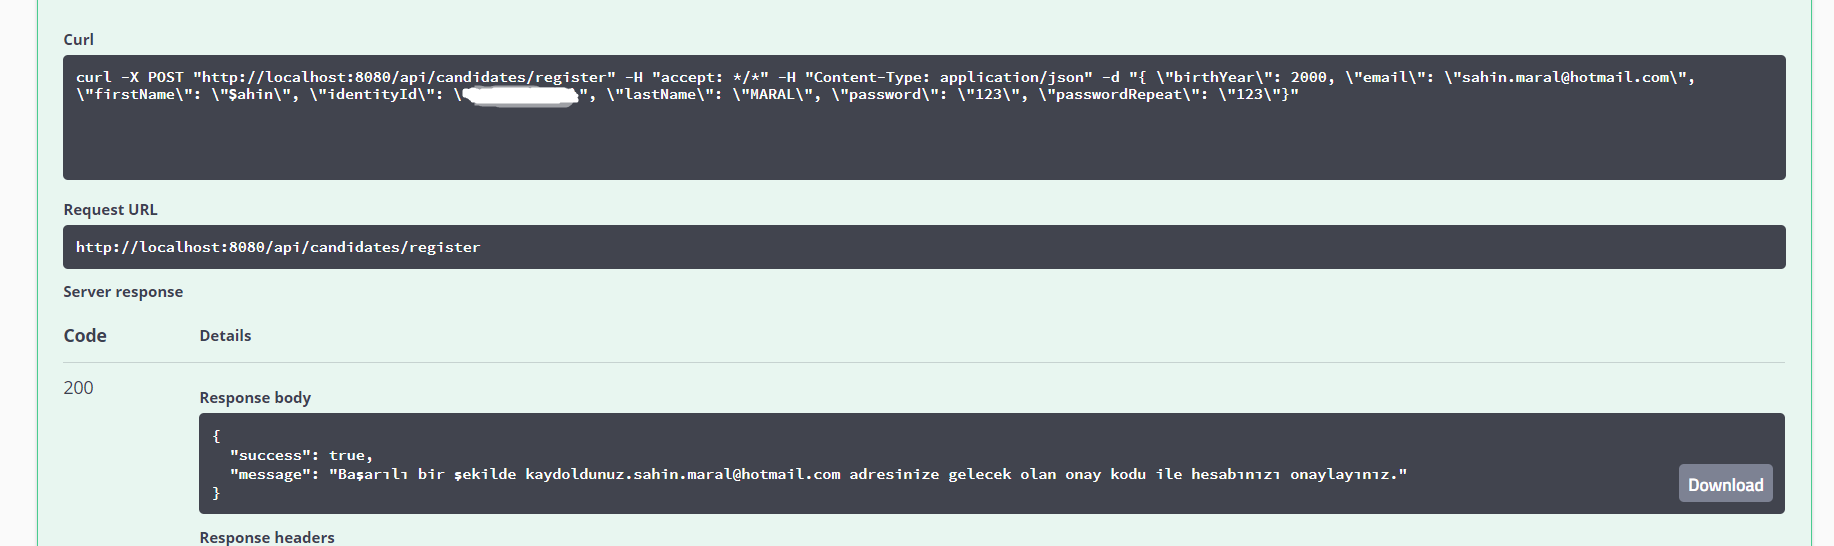 Curl
curl -X POST "http://localhost:8080/api/candidates/register" -H "accept: */*" -H "Content-Type: application/json" -d "{ \"birthYear\": 2000, \"email\": \"sahin.maral@hotmail.com\",
\"firstName\": \"Şahin\", \"identityId\": \ \", \"lastName\": \"MARAL\", \"password\": \"123\", \"passwordRepeat\": \"123\"}"
Request URL
http://localhost:8080/api/candidates/register
Server response
Code Details
200
Response body
{
"success": true,
"message": "Başarılı bir şekilde kaydoldunuz.sahin.maral@hotmail.com adresinize gelecek olan onay kodu ile hesabınızı onaylayınız."
}
Download
Response headers